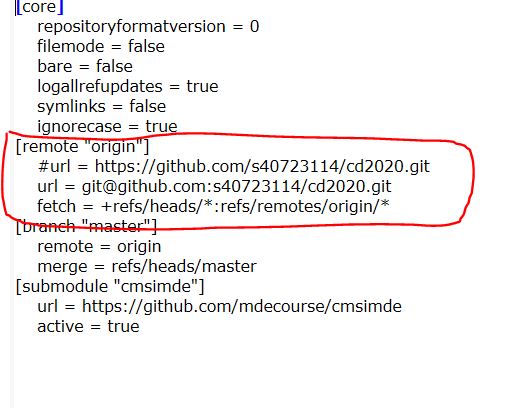 [core]
repositoryformatversion = 0
filemode = false
bare = false
logallrefupdates = true
symlinks = false
ignorecase = true
[remote "origin"]
#url = https://github.com/s40723114/cd2020.git
url = git@github.com:s40723114/cd2020.git
fetch = +refs/heads/*:refs/remotes/origin/*
[branch "master"]
remote = origin
merge = refs/heads/master
[submodule "cmsimde"]
url = https://github.com/mdecourse/cmsimde
active = true